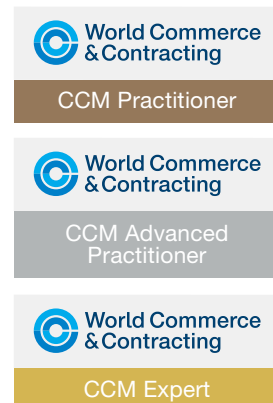 World Commerce
& Contracting
CCM Practitioner
World Commerce
& Contracting
CCM Advanced
Practitioner
World Commerce
& Contracting
CCM Expert